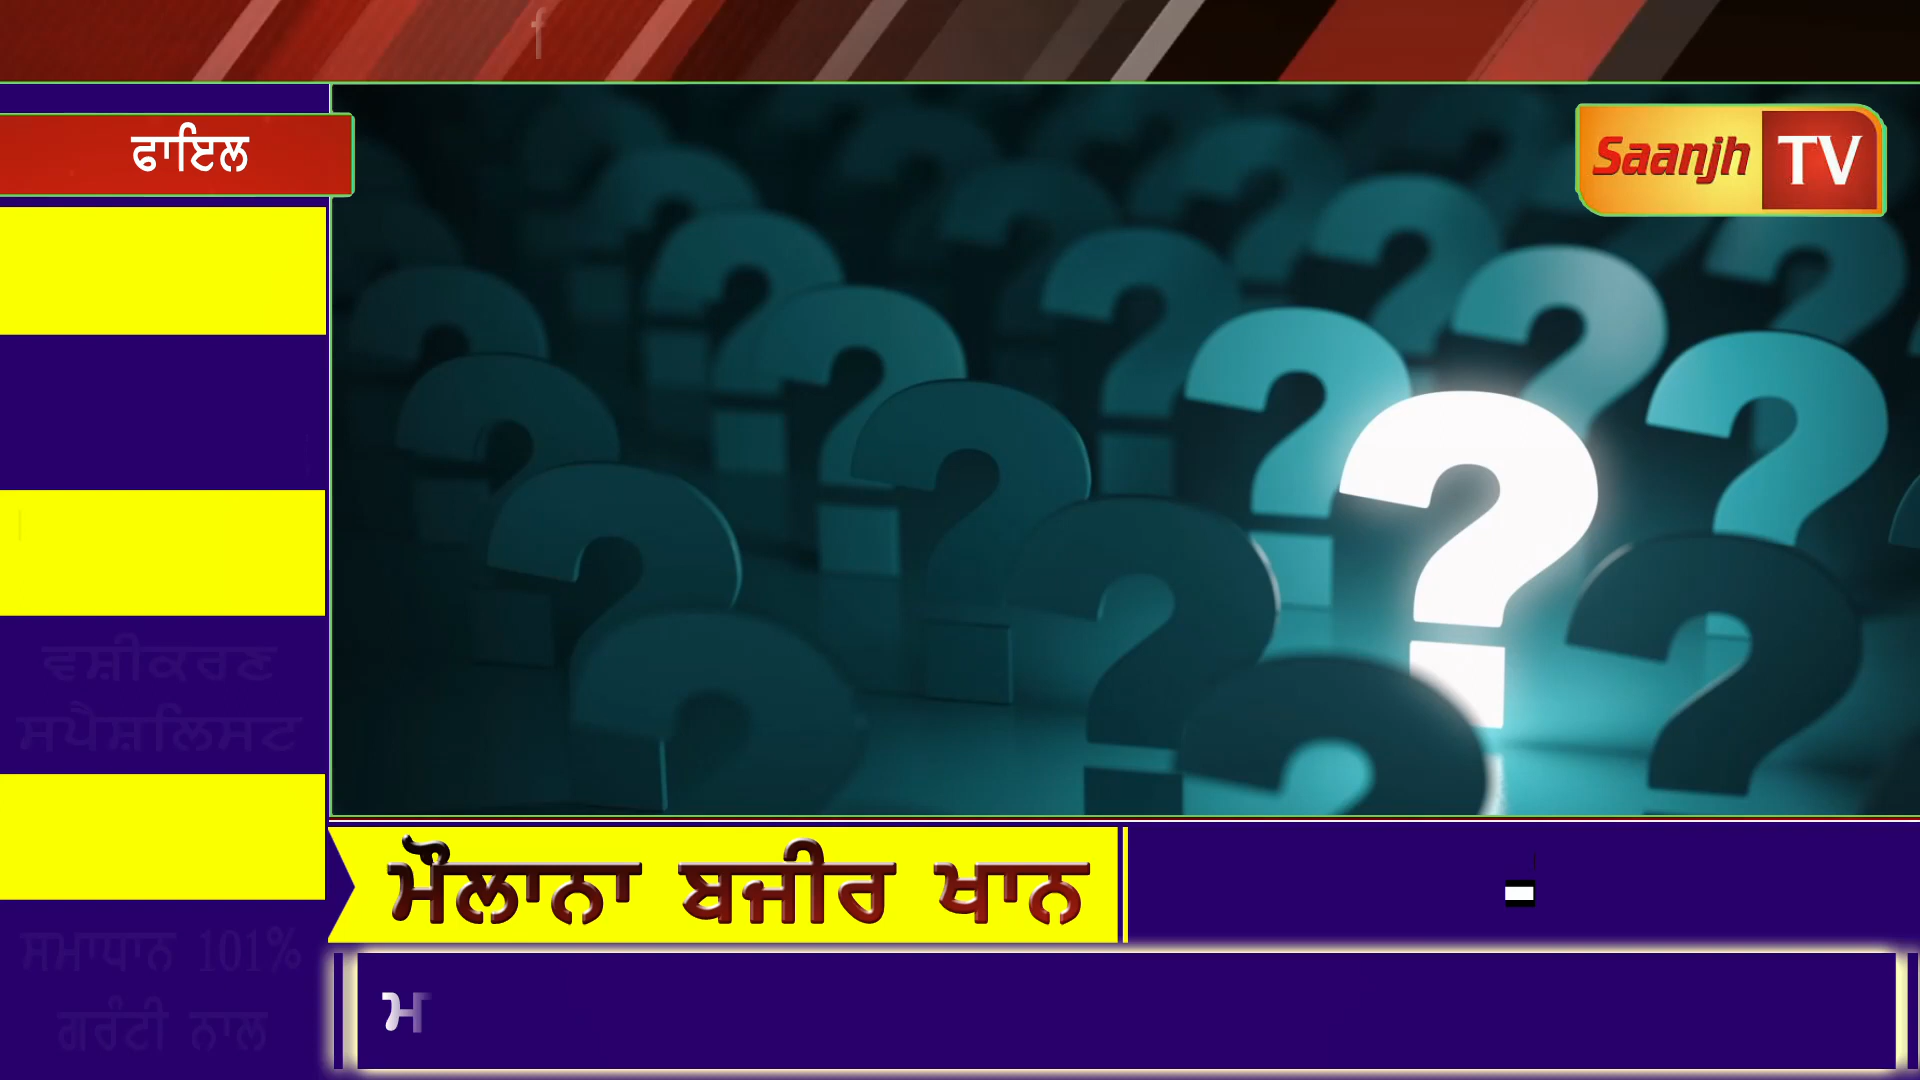 ਫਾਇਲ
Saanjh TV
ਵਸ਼ੀਕਰਣ
ਸਪੈਸ਼ਲਿਸਟ
ਮੌਲਾਨਾ ਬਜੀਰ ਖਾਨ
-
ਸਮਾਧਾਨ 101%
ਗਰੰਟੀ ਨਾਲ
ਮ